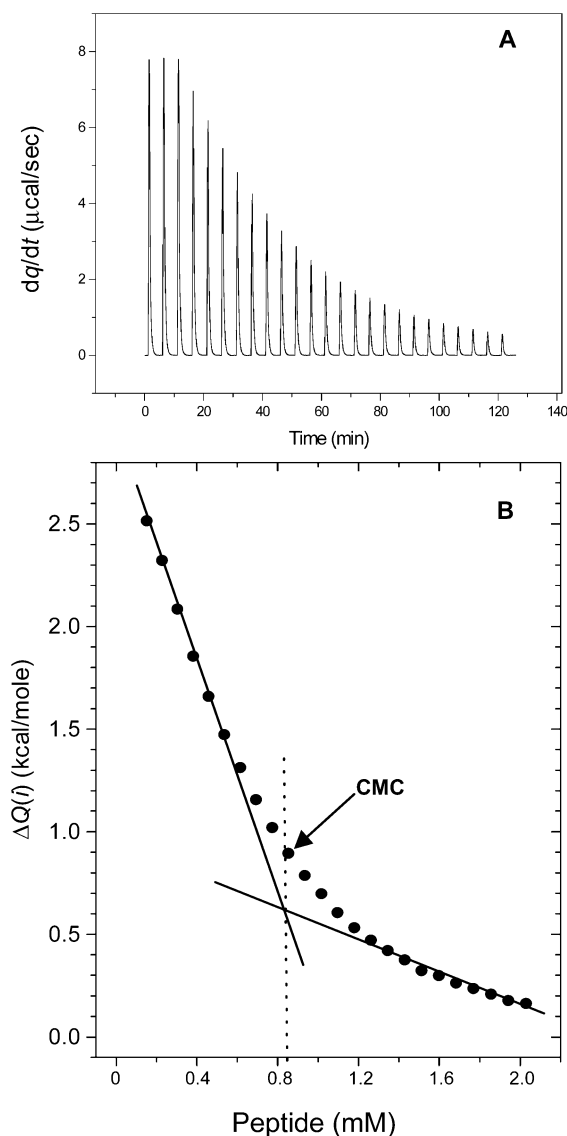 A
dq/dt (μcal/sec)
8
6
4
2
0
0 20 40 60 80 100 120 140
Time (min)
B
ΔQ(i) (kcal/mole)
2.5
2.0
1.5
1.0
0.5
0.0
CMC
0 0.4 0.8 1.2 1.6 2.0
Peptide (mM)